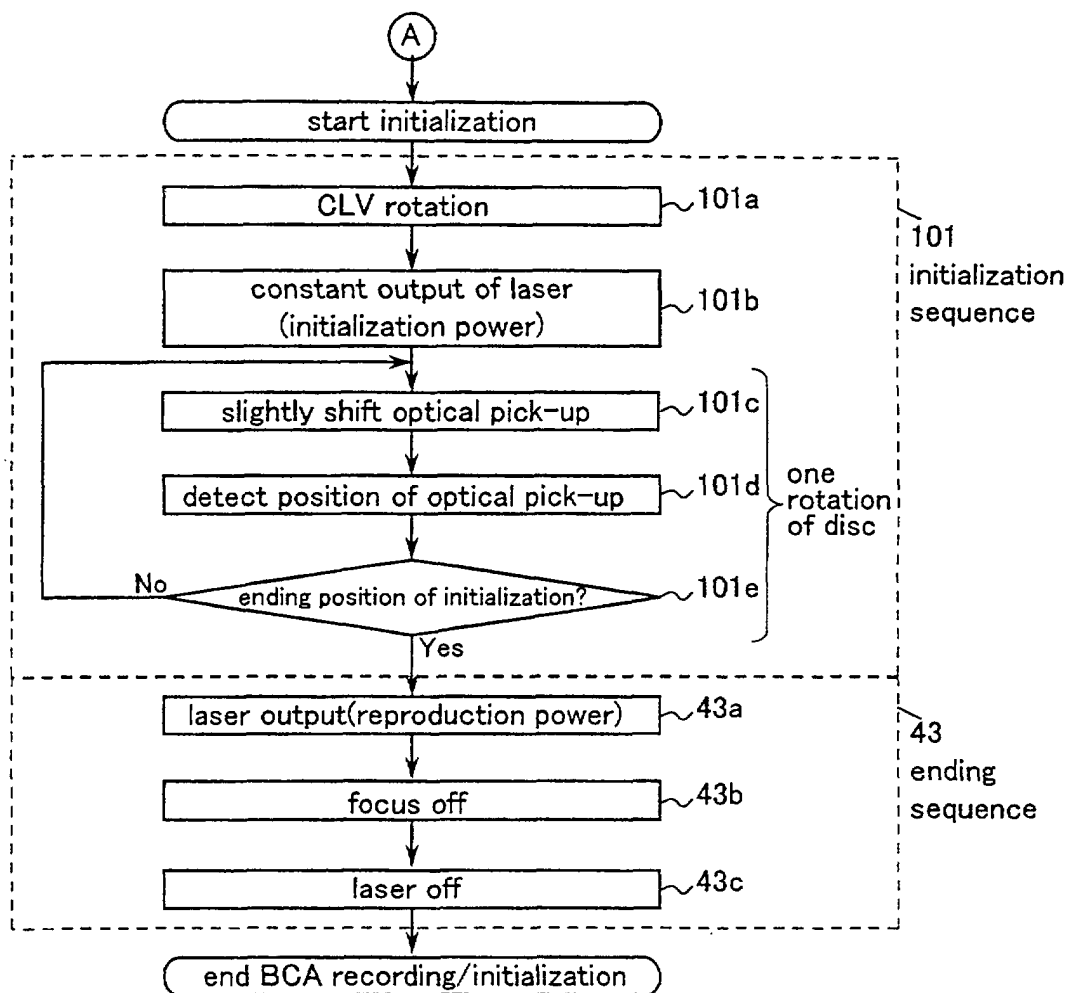 A
start initialization
CLV rotation
101a
101
initialization
sequence
constant output of laser
(initialization power)
101b
slightly shift optical pick-up
101c
detect position of optical pick-up
101d
one
rotation
of disc
No
ending position of initialization?
101e
Yes
laser output(reproduction power)
43a
43
ending
sequence
focus off
43b
laser off
43c
end BCA recording/initialization